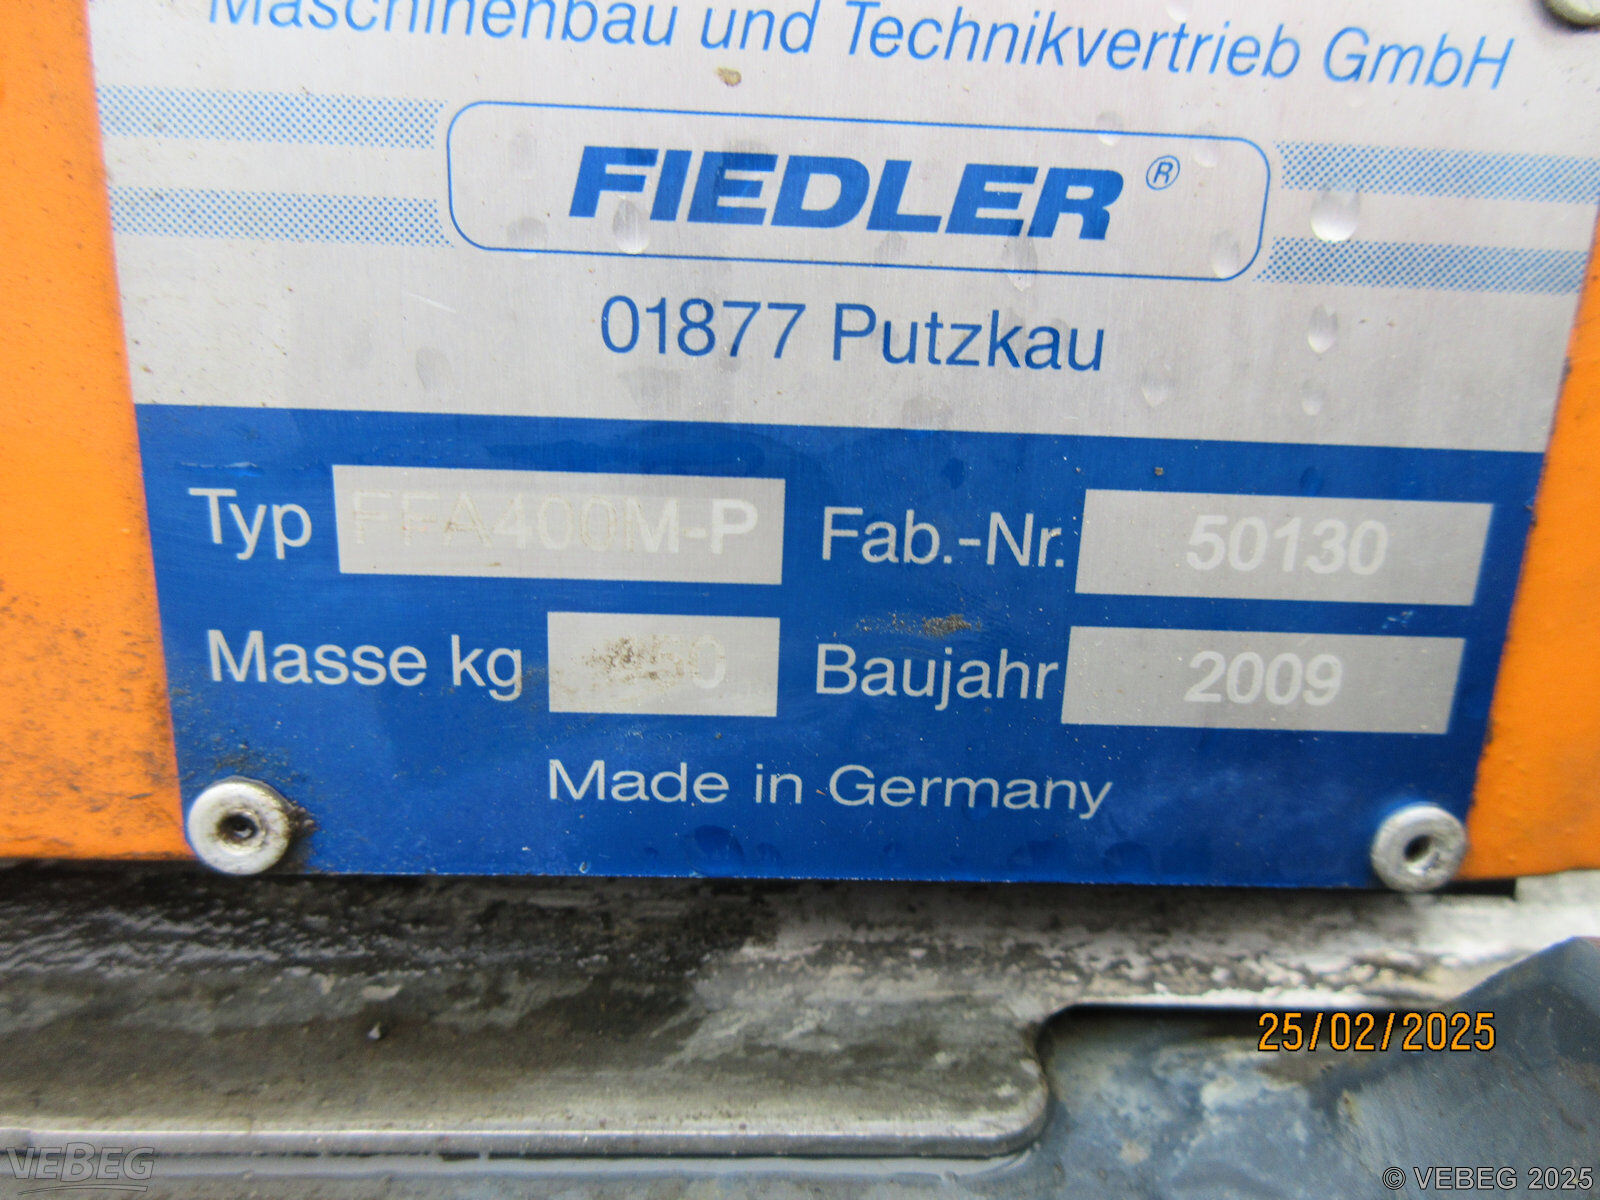 Maschinenbau und Technikvertrieb GmbH
FIEDLER®
01877 Putzkau
Typ FFA400M-P Fab.-Nr. 50130
Masse kg Baujahr 2009
Made in Germany
25/02/2025
VEBEG
© VEBEG 2025